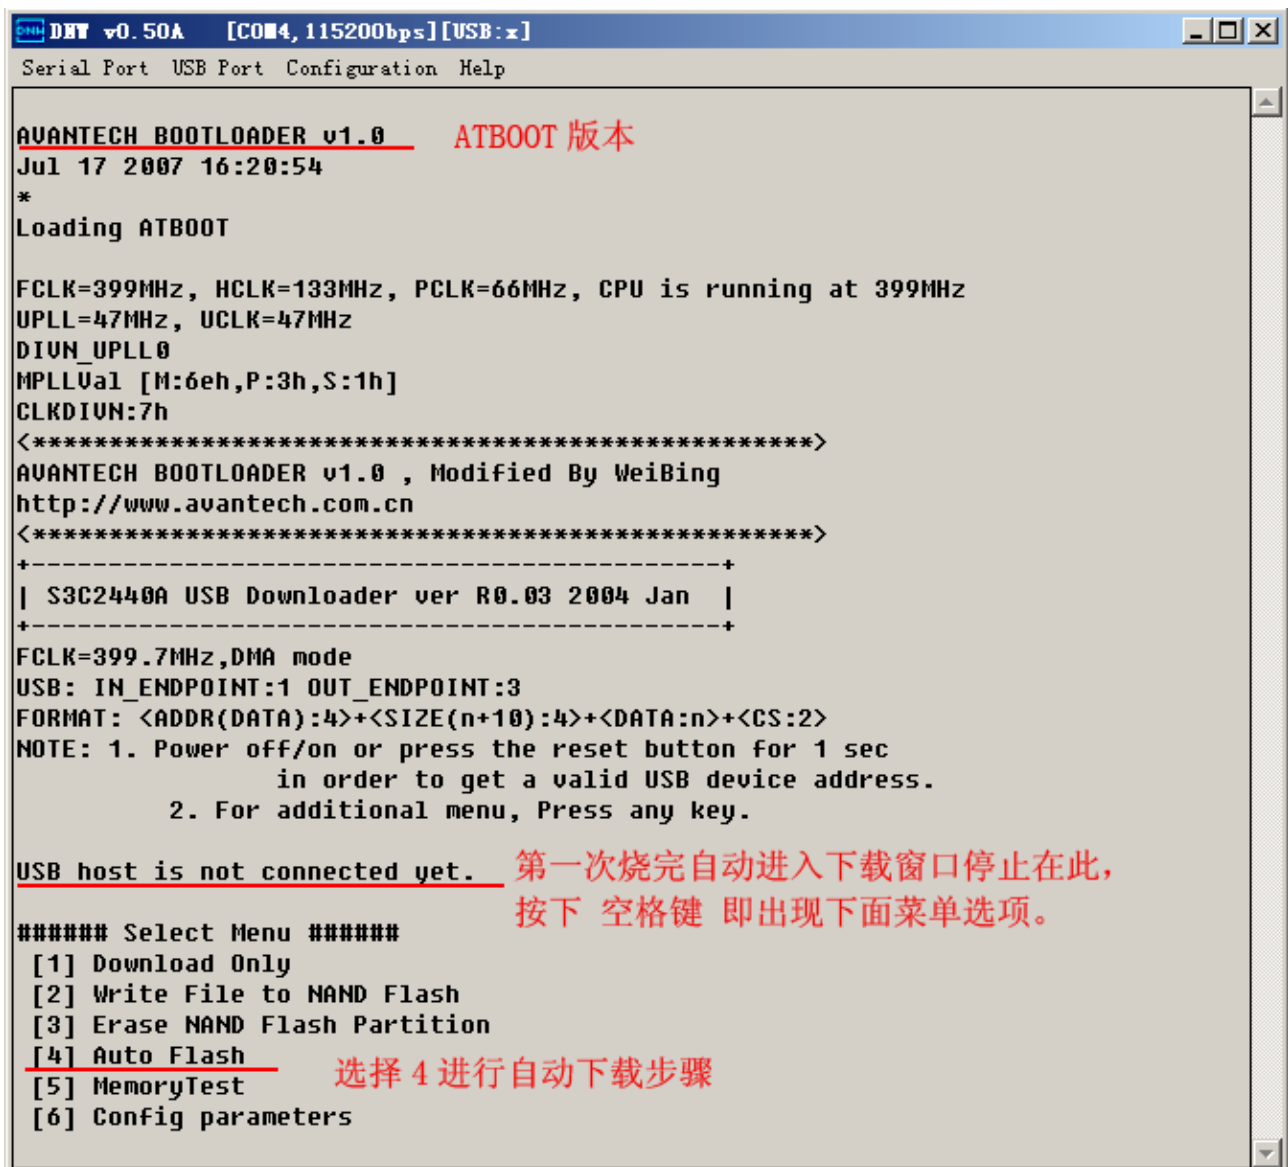 DNW v0.50A [COM4,115200bps][USB:x]
Serial Port USB Port Configuration Help
AVANTECH BOOTLOADER v1.0 ATBOOT 版本
Jul 17 2007 16:20:54
*
Loading ATBOOT
FCLK=399MHz, HCLK=133MHz, PCLK=66MHz, CPU is running at 399MHz
UPLL=47MHz, UCLK=47MHz
DIVN_UPLL0
MPLLVal [M:6eh,P:3h,S:1h]
CLKDIVN:7h
<***************************************************>
AVANTECH BOOTLOADER v1.0 , Modified By WeiBing
http://www.avantech.com.cn
<***************************************************>
+---------------------------------------------+
| S3C2440A USB Downloader ver R0.03 2004 Jan |
+---------------------------------------------+
FCLK=399.7MHz,DMA mode
USB: IN_ENDPOINT:1 OUT_ENDPOINT:3
FORMAT: <ADDR(DATA):4>+<SIZE(n+10):4>+<DATA:n>+<CS:2>
NOTE: 1. Power off/on or press the reset button for 1 sec
in order to get a valid USB device address.
2. For additional menu, Press any key.
USB host is not connected yet. 第一次烧完自动进入下载窗口停止在此,
按下 空格键 即出现下面菜单选项。
###### Select Menu ######
[1] Download Only
[2] Write File to NAND Flash
[3] Erase NAND Flash Partition
[4] Auto Flash
选择 4 进行自动下载步骤
[5] MemoryTest
[6] Config parameters